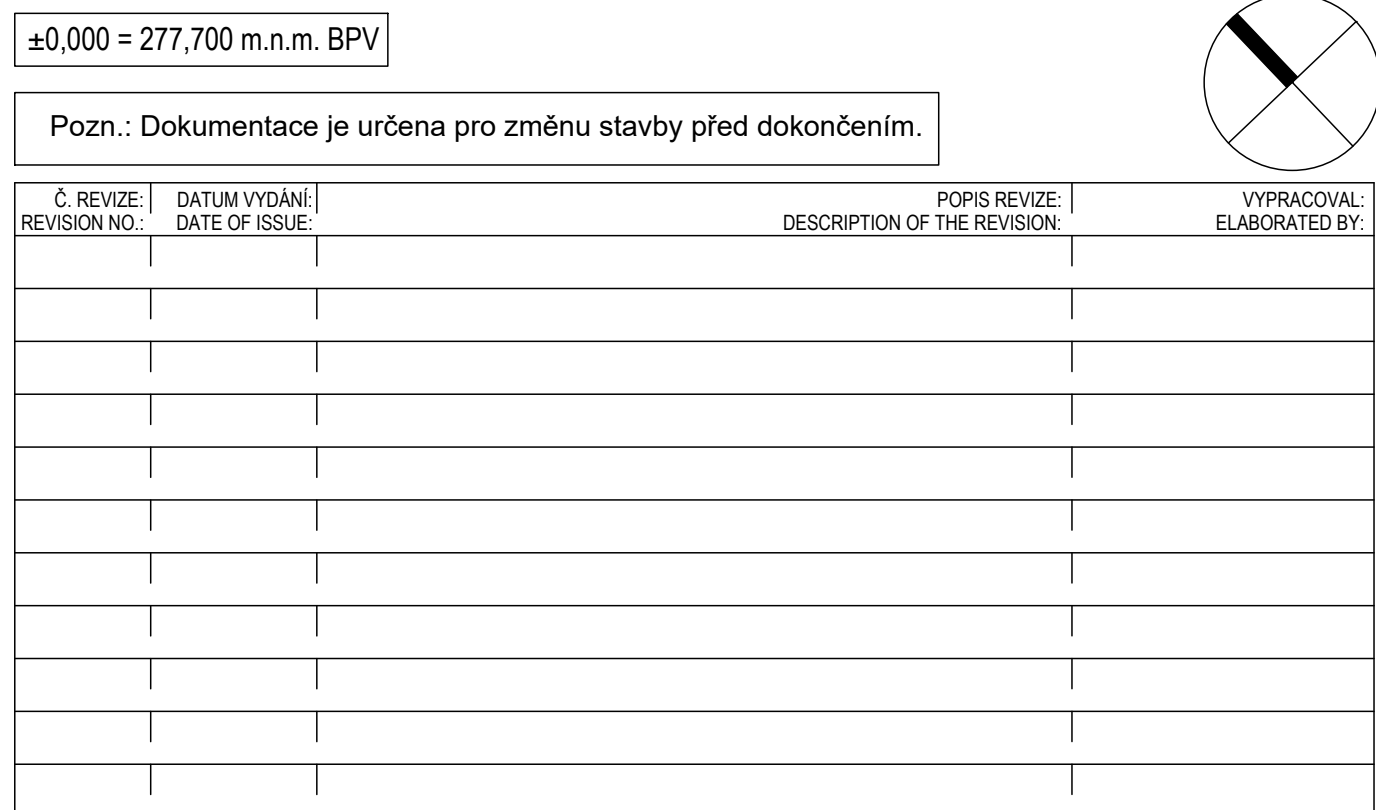 ±0,000 = 277,700 m.n.m. BPV
Pozn.: Dokumentace je určena pro změnu stavby před dokončením.
Č. REVIZE: DATUM VYDÁNÍ: POPIS REVIZE: VYPRACOVAL:
REVISION NO.: DATE OF ISSUE: DESCRIPTION OF THE REVISION: ELABORATED BY: